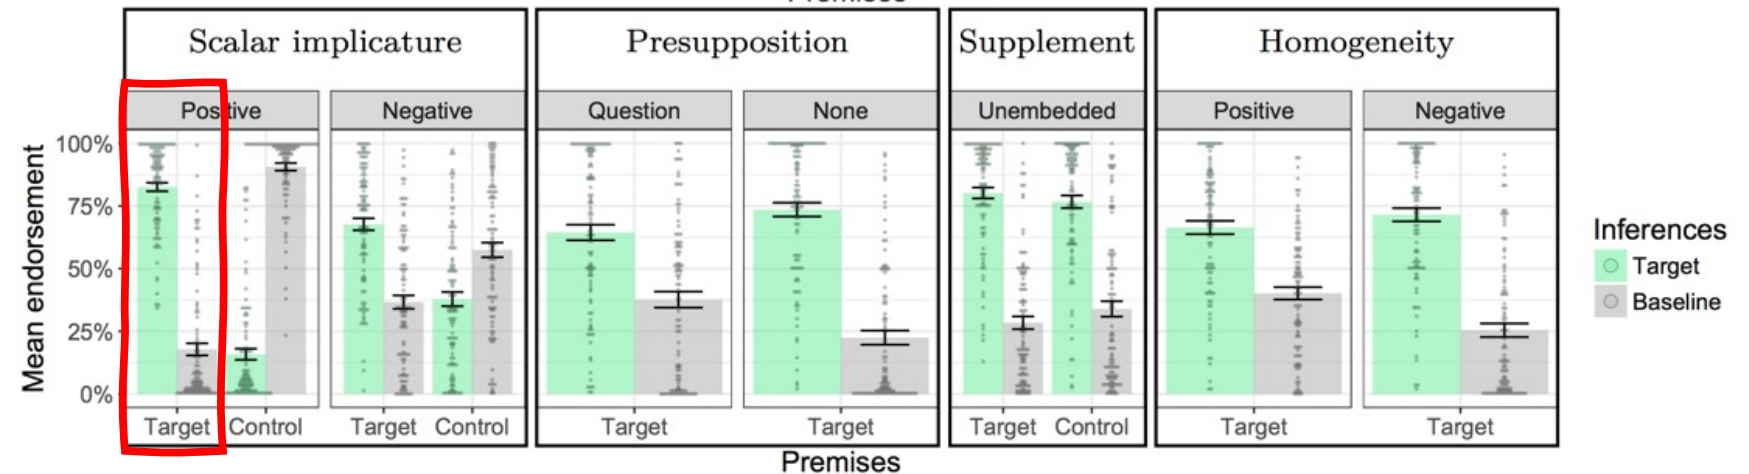 Scalar implicature Presupposition Supplement Homogeneity
Positive Negative Question None Unembedded Positive Negative
100%
75%
50%
25%
0%
Mean endorsement
Target Control Target Control Target Target Target Control Target Target
Premises
Inferences
Target
Baseline